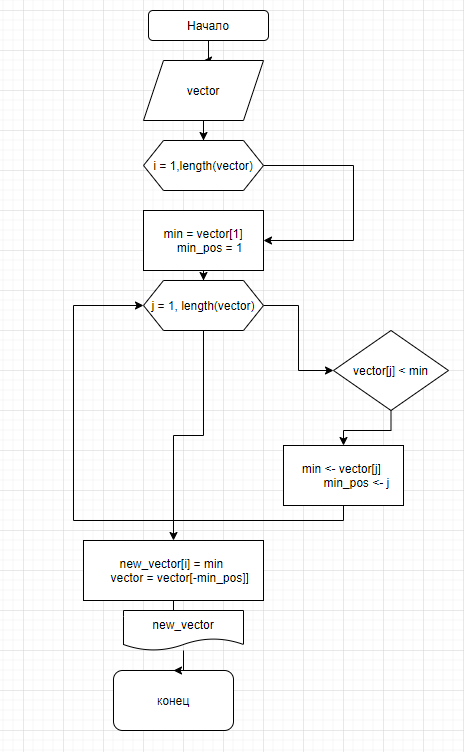 Начало
vector
i = 1,length(vector)
min = vector[1]
min_pos = 1
j = 1, length(vector)
vector[j] < min
min <- vector[j]
min_pos <- j
new_vector[i] = min
vector = vector[-min_pos]]
new_vector
конец